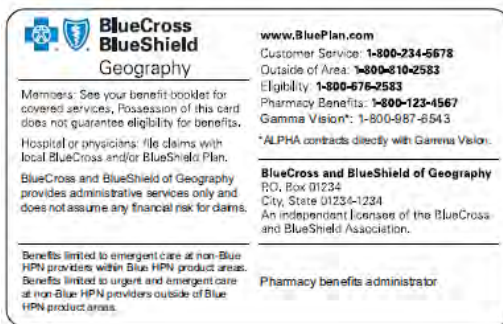 BlueCross
BlueShield
Geography
Members: See your benefit booklet for
covered services, Possession of this card
does not guarantee eligibility for benefits.
Hospital or physicians: file claims with
local BlueCross and/or BlueShield Plan.
BlueCross and BlueShield of Geography
provides administrative services only and
does not assume any financial risk for claims.
Benefits limited to emergent care at non-Blue
HPN providers within Blue HPN product areas.
Benefits limited to urgent and emergent care
at non-Blue HPN providers outside of Blue
HPN product areas.
www.BluePlan.com
Customer Service: 1-800-234-5678
Outside of Area: 1-800-810-2583
Eligibility: 1-800-676-2583
Pharmacy Benefits: 1-800-123-4567
Gamma Vision*: 1-800-987-6543
*ALPHA contracts directly with Gamma Vision.
BlueCross and BlueShield of Geography
P.O. Box 01234
City, State 01234-1234
An independent licensee of the BlueCross
and BlueShield Association.
Pharmacy benefits administrator